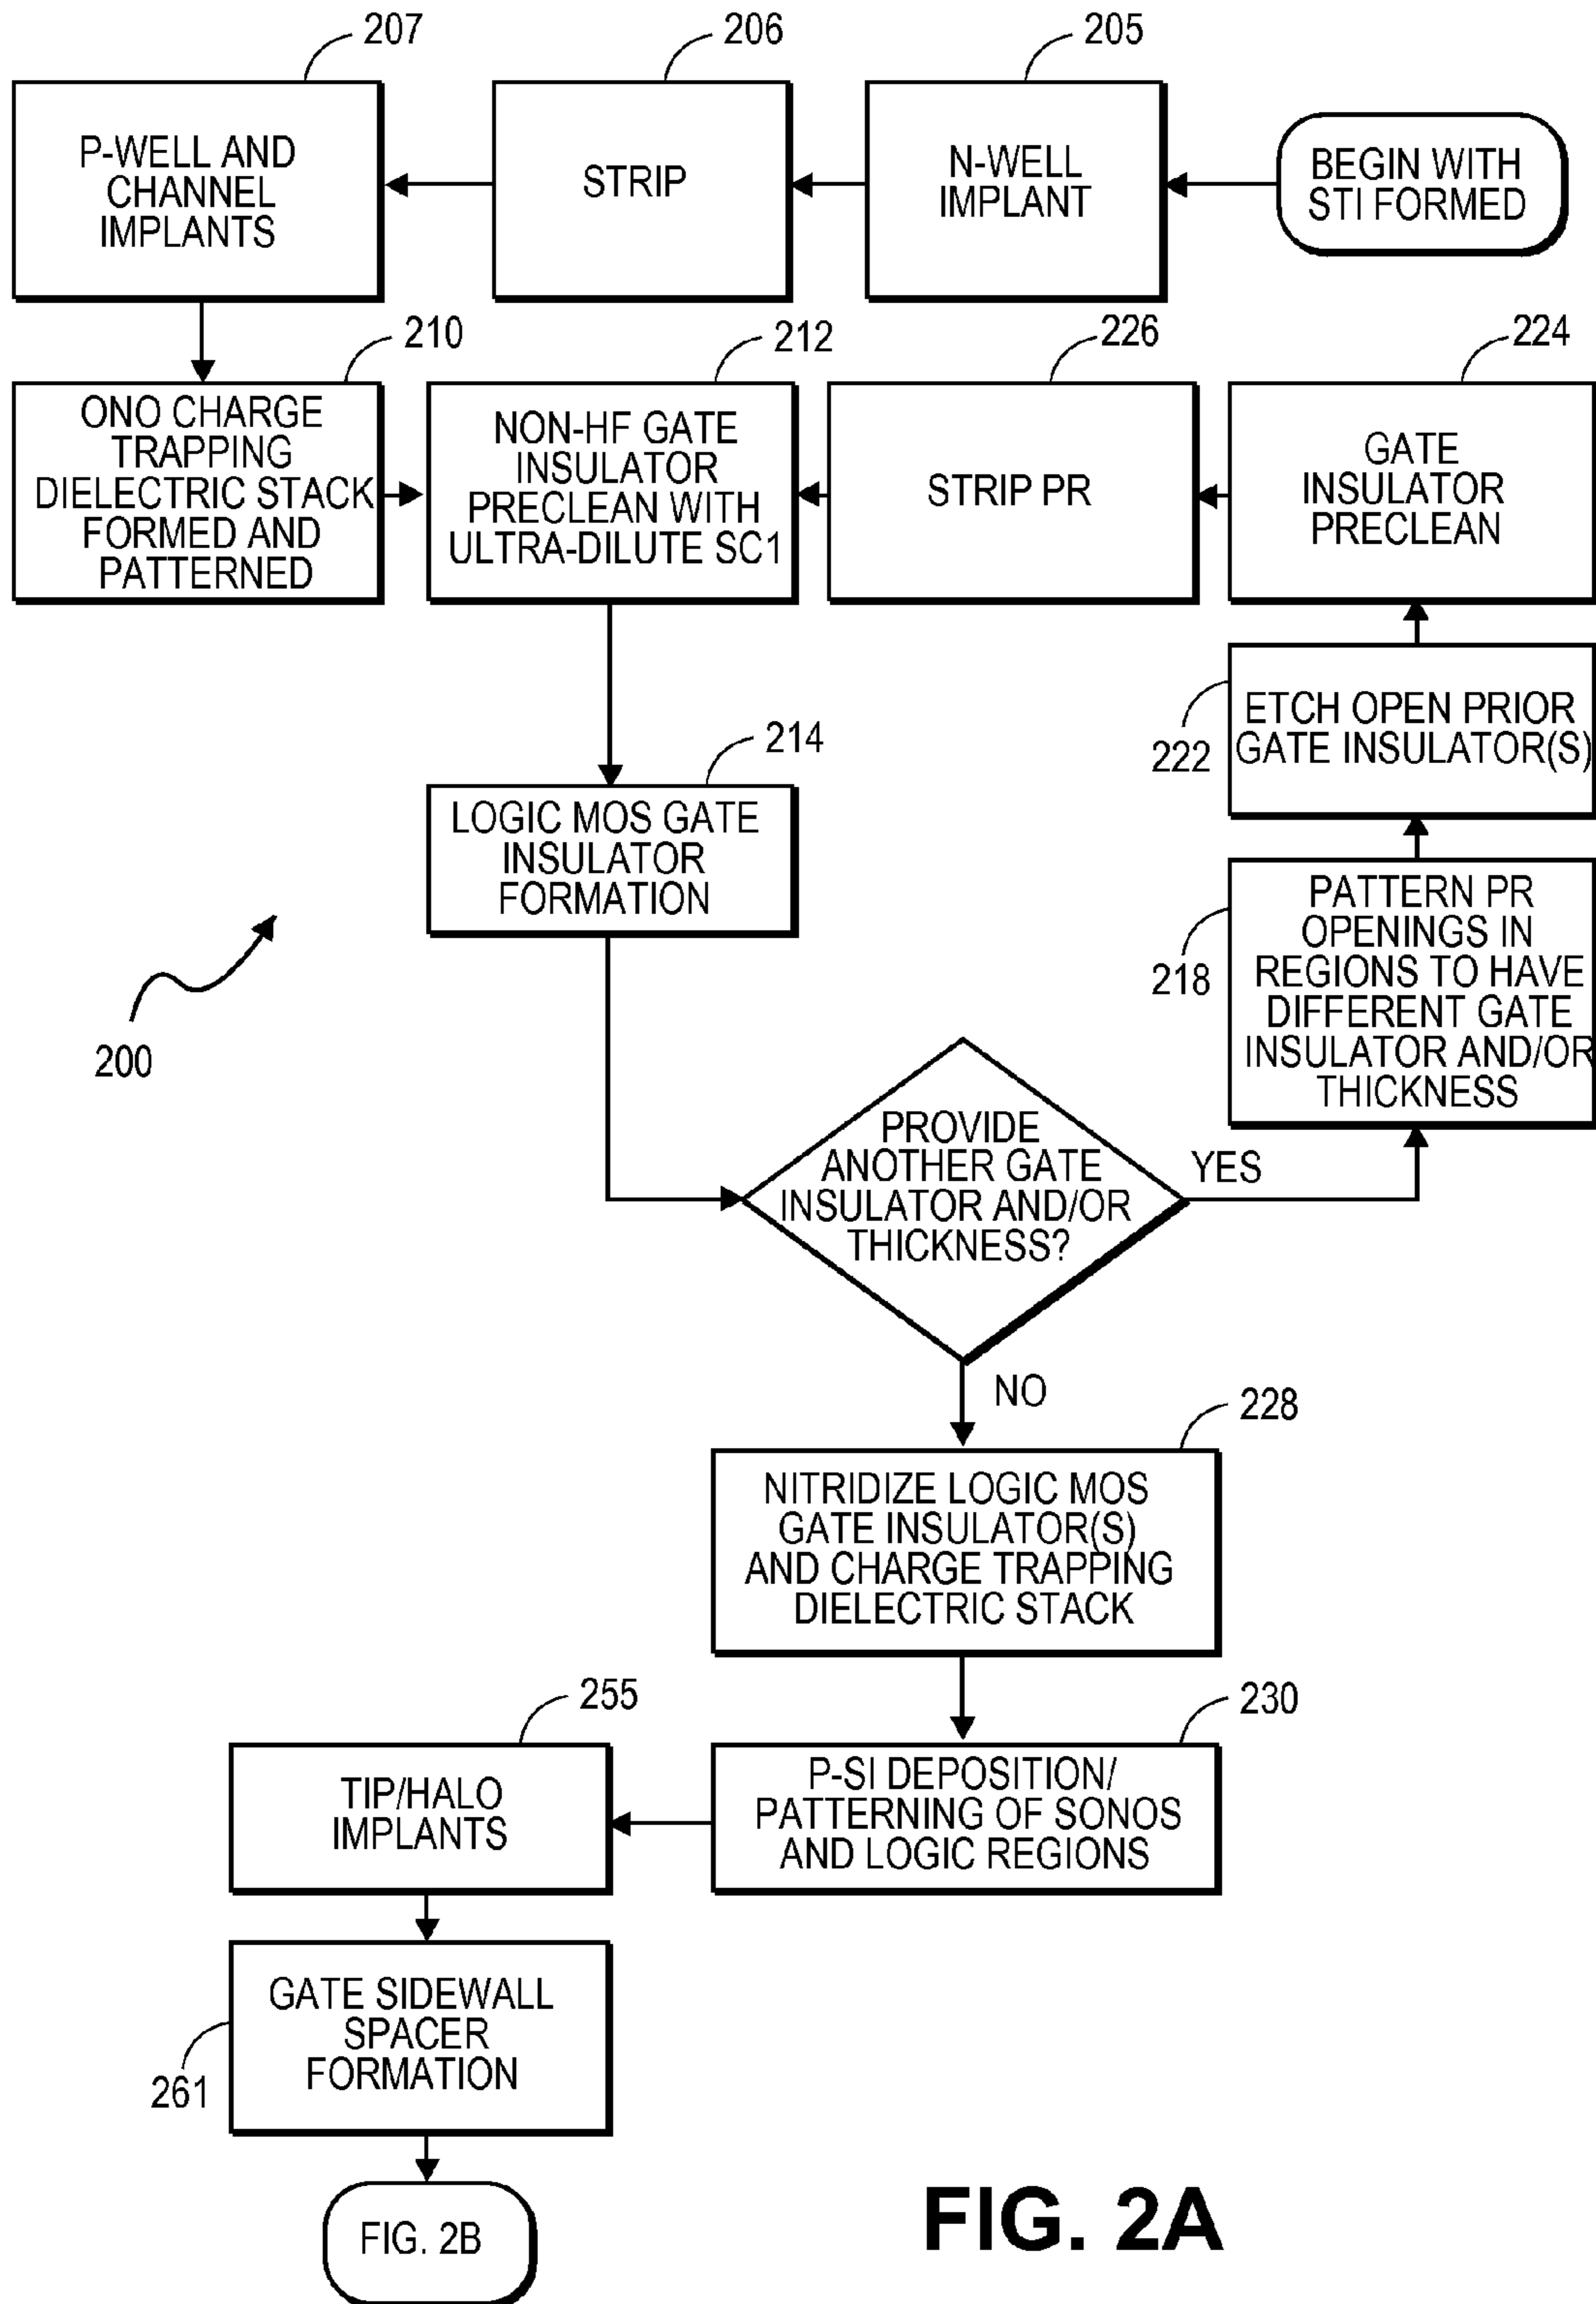 207
206
205
P-WELL AND
CHANNEL
IMPLANTS
STRIP
N-WELL
IMPLANT
BEGIN WITH
STI FORMED
210
212
226
224
ONO CHARGE
TRAPPING
DIELECTRIC STACK
FORMED AND
PATTERNED
NON-HF GATE
INSULATOR
PRECLEAN WITH
ULTRA-DILUTE SC1
STRIP PR
GATE
INSULATOR
PRECLEAN
ETCH OPEN PRIOR
GATE INSULATOR(S)
222
214
LOGIC MOS GATE
INSULATOR
FORMATION
PATTERN PR
OPENINGS IN
REGIONS TO HAVE
DIFFERENT GATE
INSULATOR AND/OR
THICKNESS
218
200
PROVIDE
ANOTHER GATE
INSULATOR AND/OR
THICKNESS?
YES
NO
228
NITRIDIZE LOGIC MOS
GATE INSULATOR(S)
AND CHARGE TRAPPING
DIELECTRIC STACK
255
230
TIP/HALO
IMPLANTS
P-SI DEPOSITION/
PATTERNING OF SONOS
AND LOGIC REGIONS
GATE SIDEWALL
SPACER
FORMATION
261
FIG. 2B
FIG. 2A